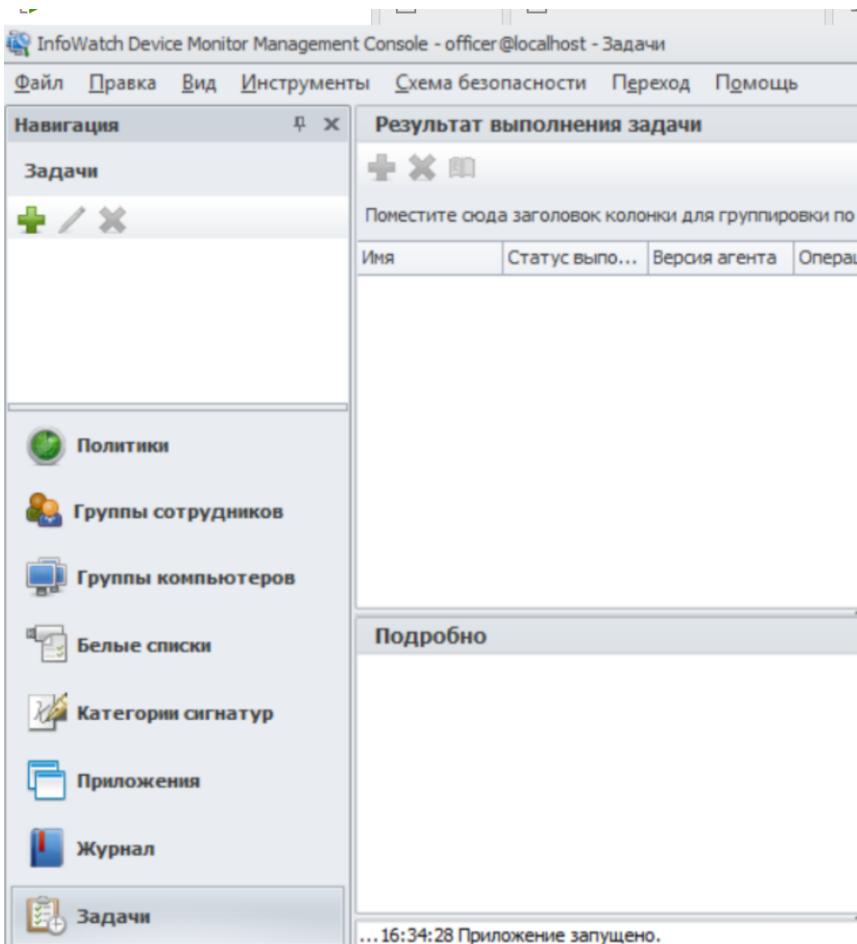 InfoWatch Device Monitor Management Console - officer@localhost - Задачи
Файл Правка Вид Инструменты Схема безопасности Переход Помощь
Навигация
Задачи
Результат выполнения задачи
Поместите сюда заголовок колонки для группировки по
Имя Статус выпо... Версия агента Операц
Политики
Группы сотрудников
Группы компьютеров
Белые списки
Категории сигнатур
Приложения
Журнал
Задачи
Подробно
...16:34:28 Приложение запущено.